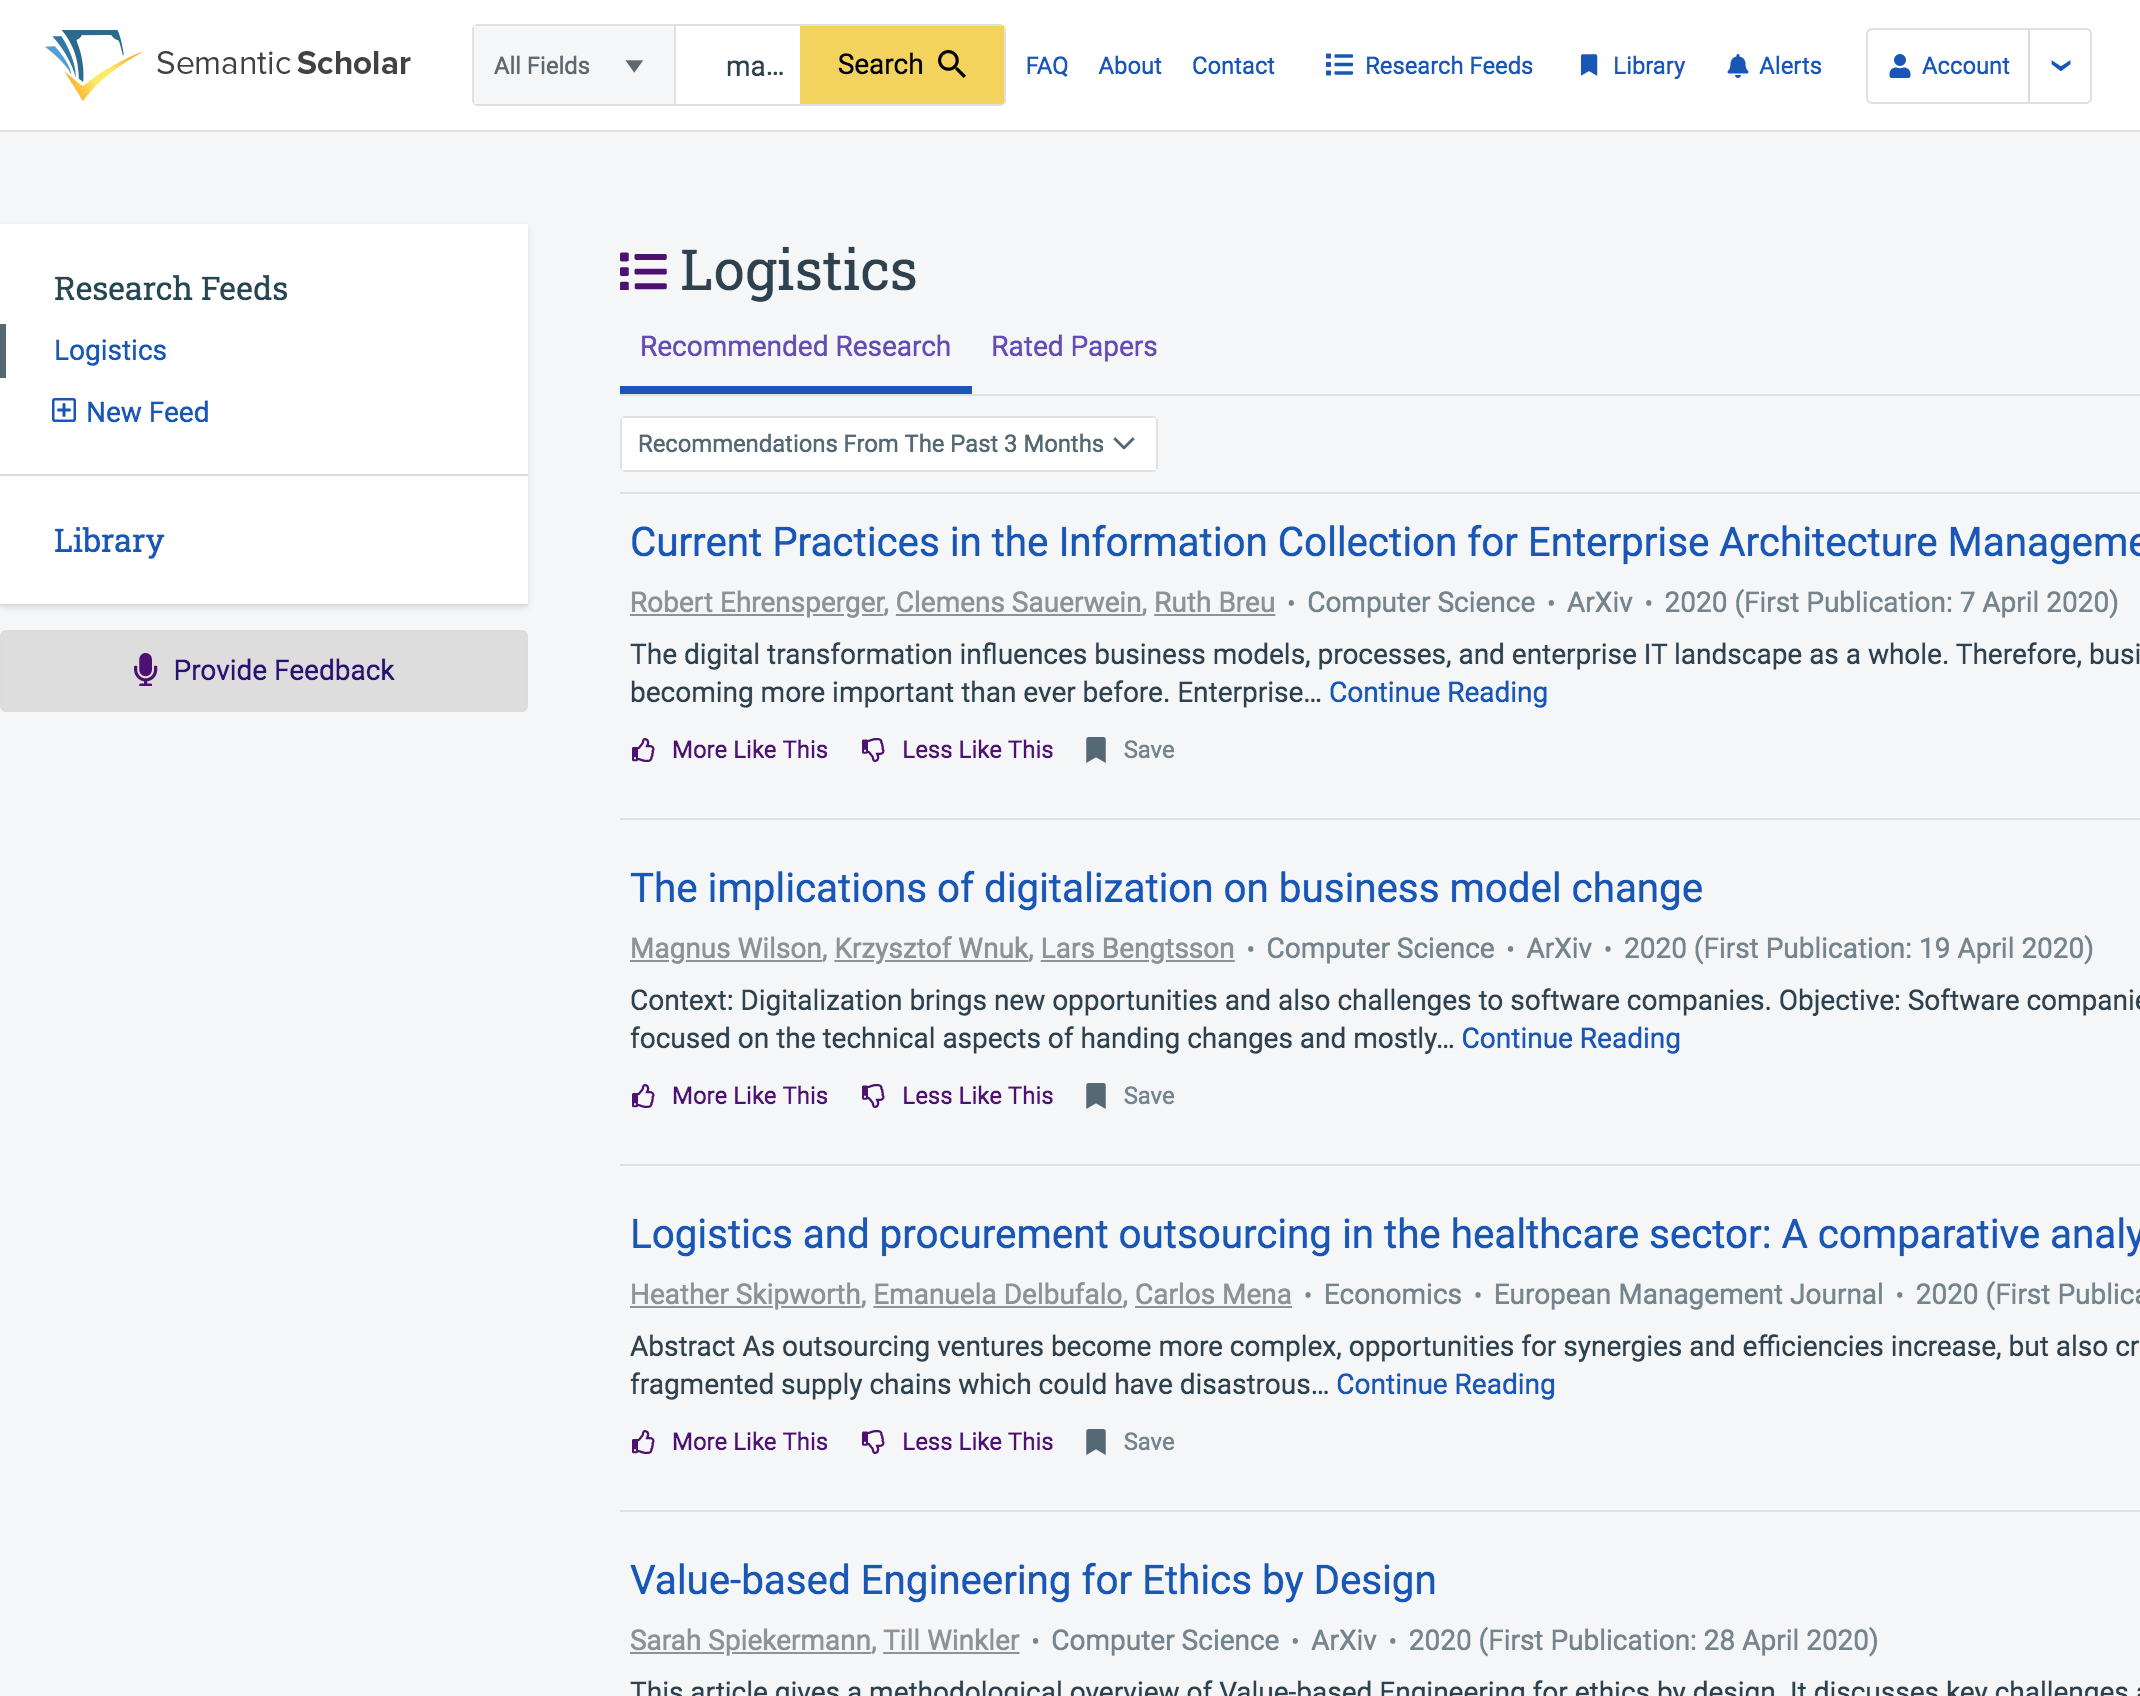 Semantic Scholar
All Fields
ma...
Search
FAQ
About
Contact
Research Feeds
Library
Alerts
Account
Research Feeds
Logistics
New Feed
Library
Provide Feedback
Logistics
Recommended Research
Rated Papers
Recommendations From The Past 3 Months
Current Practices in the Information Collection for Enterprise Architecture
Robert Ehrensperger, Clemens Sauerwein, Ruth Breu • Computer Science • ArXiv • 2020 (First Publication: 7 April 2020)
The digital transformation influences business models, processes, and enterprise IT landscape as a whole. Therefore,
becoming more important than ever before. Enterprise... Continue Reading
More Like This Less Like This Save
The implications of digitalization on business model change
Magnus Wilson, Krzysztof Wnuk, Lars Bengtsson • Computer Science • ArXiv • 2020 (First Publication: 19 April 2020)
Context: Digitalization brings new opportunities and also challenges to software companies. Objective: Software
focused on the technical aspects of handing changes and mostly... Continue Reading
More Like This Less Like This Save
Logistics and procurement outsourcing in the healthcare sector: A comparative
Heather Skipworth, Emanuela Delbufalo, Carlos Mena • Economics • European Management Journal • 2020 (First
Abstract As outsourcing ventures become more complex, opportunities for synergies and efficiencies increase, but also
fragmented supply chains which could have disastrous... Continue Reading
More Like This Less Like This Save
Value-based Engineering for Ethics by Design
Sarah Spiekermann, Till Winkler • Computer Science • ArXiv • 2020 (First Publication: 28 April 2020)
This article gives a methodological overview of Value-based Engineering for ethics by design. It discusses key challenges